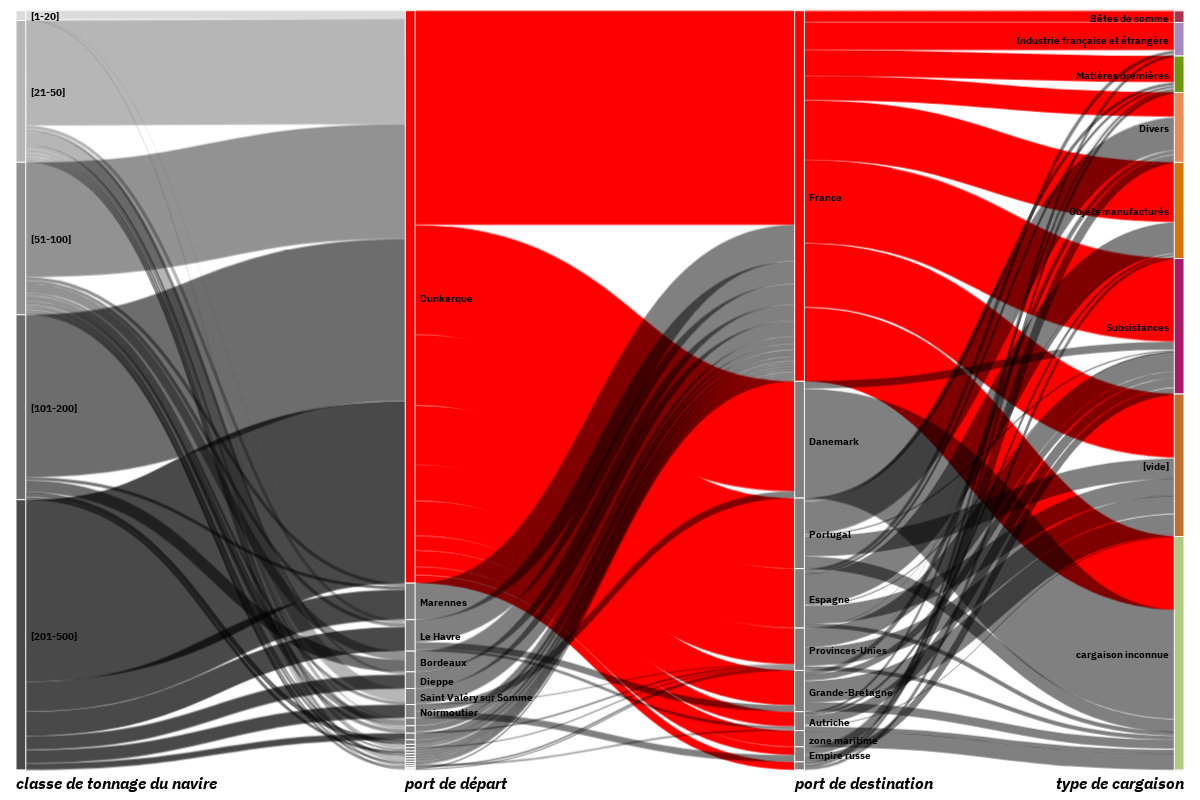 [1-20]
[21-50]
[51-100]
[101-200]
[201-500]
Dunkerque
Marennes
Le Havre
Bordeaux
Dieppe
Saint Valéry sur Somme
Noirmoutier
France
Danemark
Portugal
Espagne
Provinces-Unies
Grande-Bretagne
Autriche
zone maritime
Empire russe
Bêtes de somme
Industrie française et étrangère
Matières premières
Divers
Objets manufacturés
Subsistances
[vide]
cargaison inconnue
classe de tonnage du navire
port de départ
port de destination
type de cargaison